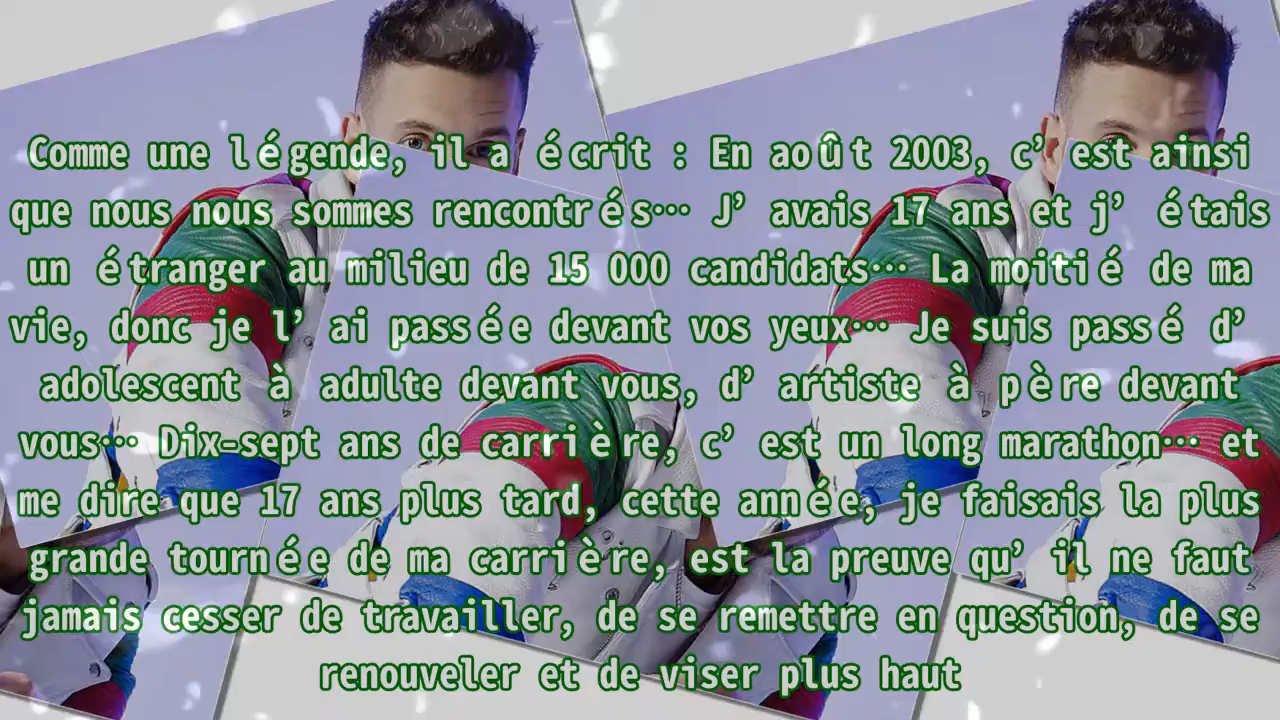 Comme une légende, il a écrit : En août 2003, c’est ainsi
que nous nous sommes rencontrés… J’avais 17 ans et j’étais
un étranger au milieu de 15 000 candidats… La moitié de ma
vie, donc je l’ai passée devant vos yeux… Je suis passé d’
adolescent à adulte devant vous, d’artiste à père devant
vous… Dix-sept ans de carrière, c’est un long marathon… et
me dire que 17 ans plus tard, cette année, je faisais la plus
grande tournée de ma carrière, est la preuve qu’il ne faut
jamais cesser de travailler, de se remettre en question, de se
renouveler et de viser plus haut